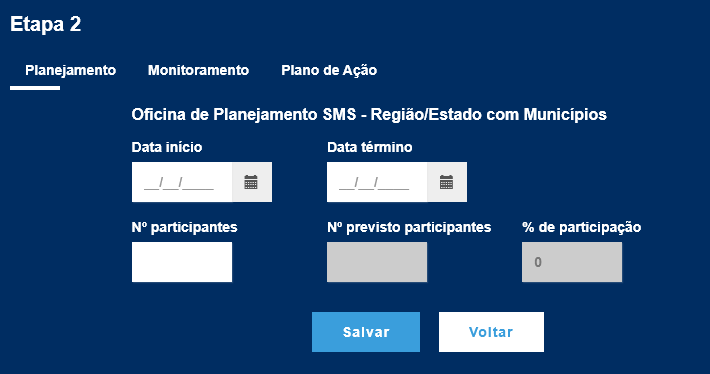 Etapa 2
Planejamento Monitoramento Plano de Ação
Oficina de Planejamento SMS - Região/Estado com Municípios
Data início Data término
__/__/____ __/__/____
Nº participantes Nº previsto participantes % de participação
0
Salvar Voltar